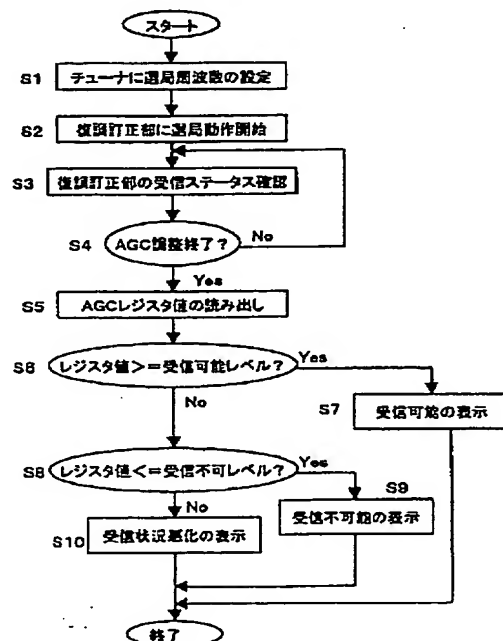 スタート
S1 チューナに選局周波数の設定
S2 復調訂正部に選局動作開始
S3 復調訂正部の受信ステータス確認
S4 AGC調整終了? No
Yes
S5 AGCレジスタ値の読み出し
S6 レジスタ値>=受信可能レベル? Yes
No
S7 受信可能の表示
S8 レジスタ値<=受信不可レベル? Yes
No
S9
受信不可能の表示
S10 受信状況悪化の表示
終了